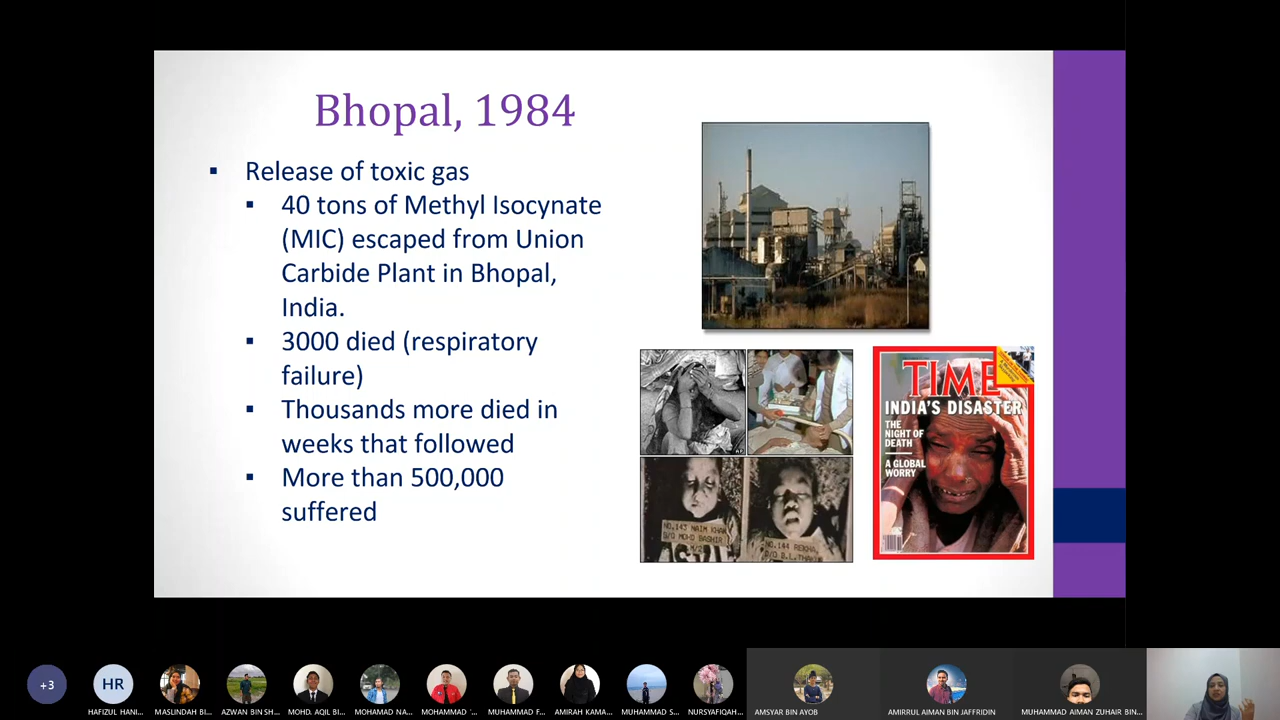 Bhopal, 1984
▪ Release of toxic gas
▪ 40 tons of Methyl Isocynate
(MIC) escaped from Union
Carbide Plant in Bhopal,
India.
▪ 3000 died (respiratory
failure)
▪ Thousands more died in
weeks that followed
▪ More than 500,000
suffered
TIME
INDIA'S DISASTER
THE
NIGHT OF
DEATH
A GLOBAL
WORRY
NO.143 NAIM KHAN
NO.144 REKHA
+3
HR
HAFIZUL HANI...
MASLINDAH BI...
AZWAN BIN SH...
MOHD. AQIL BI...
MOHAMAD NA...
MOHAMMAD '...
MUHAMMAD F...
AMIRAH KAMA...
MUHAMMAD S...
NURSYAFIQAH...
AMSYAR BIN AYOB
AMIRRUL AIMAN BIN JAFFRIDIN
MUHAMMAD AIMAN ZUHAIR BIN...